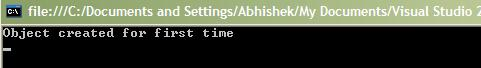 C:\ file:///C:/Documents and Settings/Abhishek/My Documents/Visual Studio 2
Object created for first time